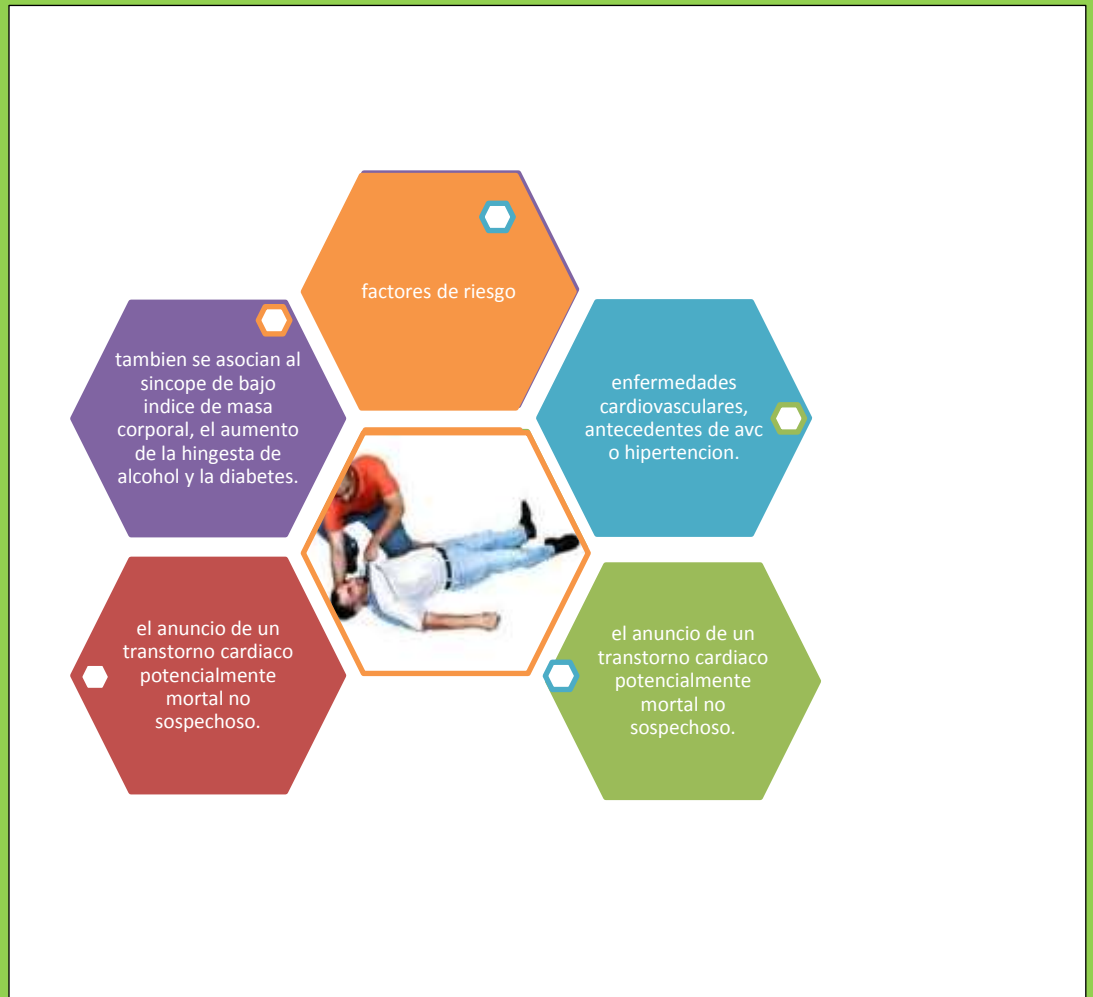 factores de riesgo
tambien se asocian al
sincope de bajo
indice de masa
corporal, el aumento
de la hingesta de
alcohol y la diabetes.
enfermedades
cardiovasculares,
antecedentes de avc
o hipertencion.
el anuncio de un
transtorno cardiaco
potencialmente
mortal no
sospechoso.
el anuncio de un
transtorno cardiaco
potencialmente
mortal no
sospechoso.